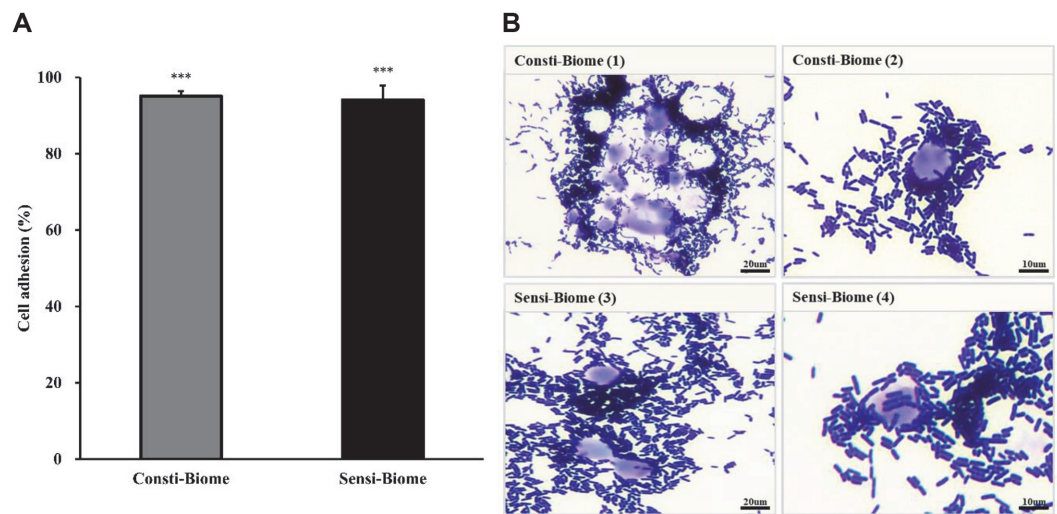 A
B
Consti-Biome (1)
Consti-Biome (2)
20um
10um
Sensi-Biome (3)
Sensi-Biome (4)
20um
10um
***
***
100
80
60
40
20
0
Cell adhesion (%)
Consti-Biome
Sensi-Biome